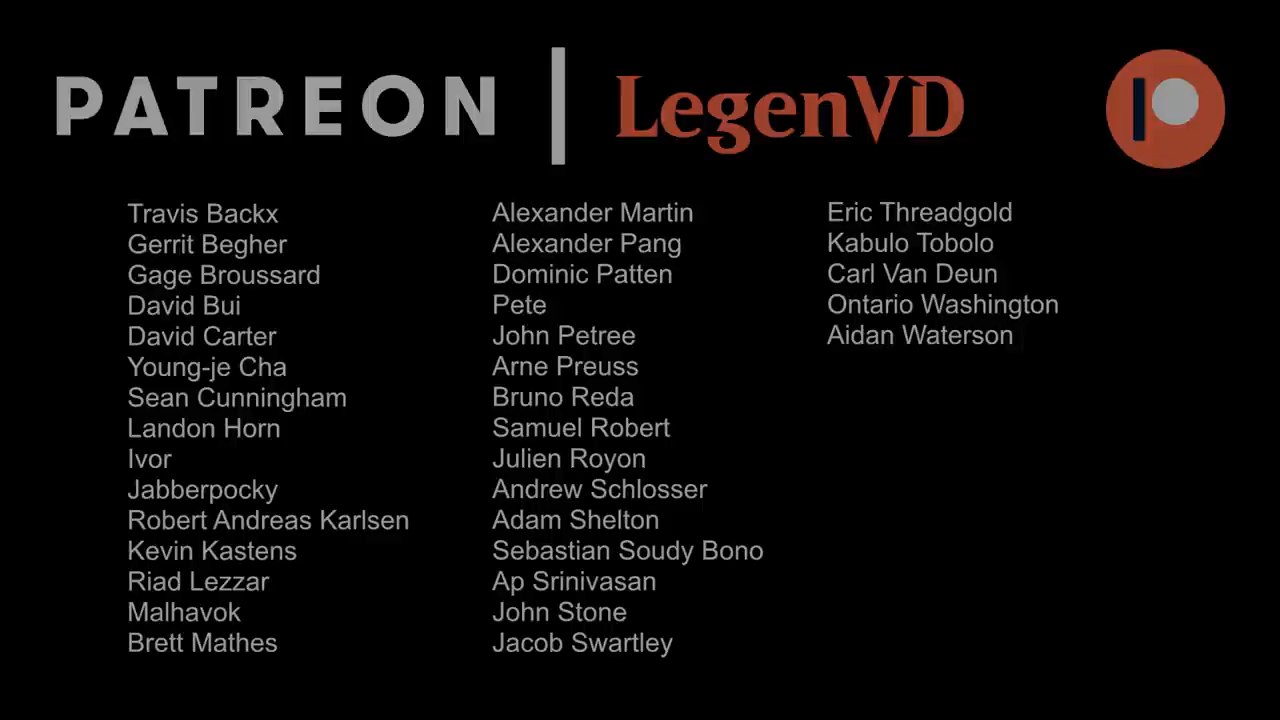 PATREON | LegenVD
Travis Backx
Gerrit Begher
Gage Broussard
David Bui
David Carter
Young-je Cha
Sean Cunningham
Landon Horn
Ivor
Jabberpocky
Robert Andreas Karlsen
Kevin Kastens
Riad Lezzar
Malhavok
Brett Mathes
Alexander Martin
Alexander Pang
Dominic Patten
Pete
John Petree
Arne Preuss
Bruno Reda
Samuel Robert
Julien Royon
Andrew Schlosser
Adam Shelton
Sebastian Soudy Bono
Ap Srinivasan
John Stone
Jacob Swartley
Eric Threadgold
Kabulo Tobolo
Carl Van Deun
Ontario Washington
Aidan Waterson